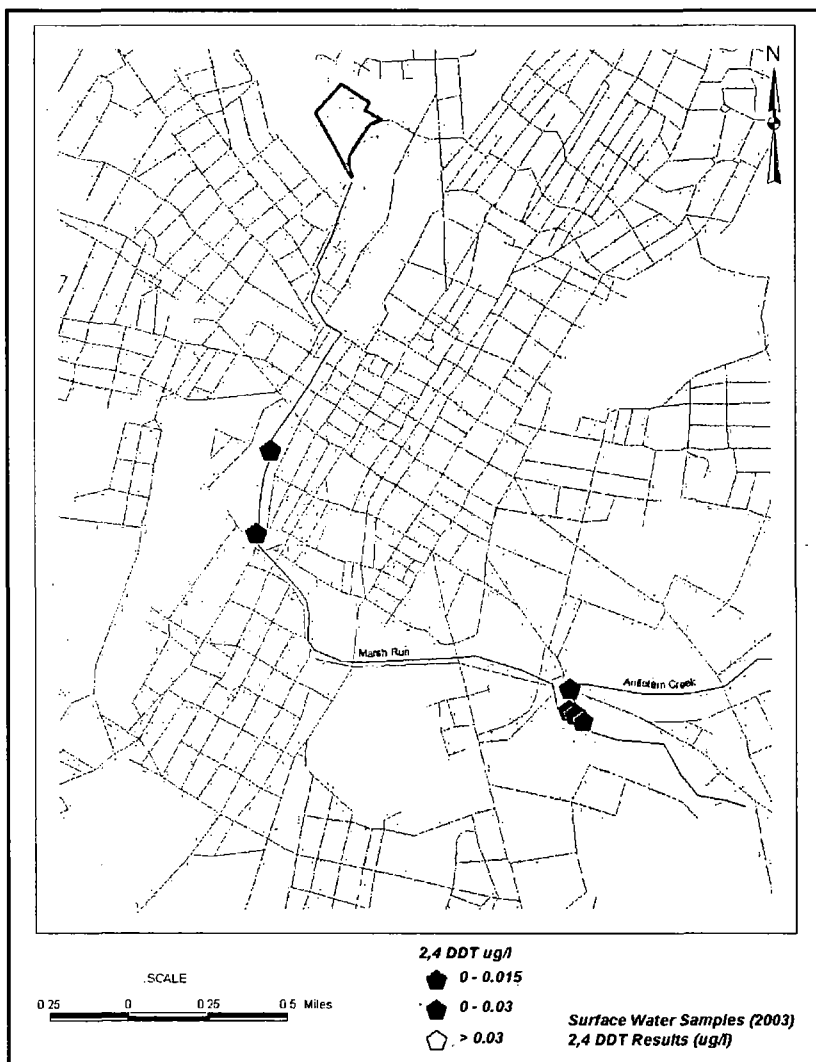 N
Marsh Run
Antietam Creek
2,4 DDT ug/l
.SCALE
0 - 0.015
0.25 0 0.25 0.5 Miles
0 - 0.03
> 0.03
Surface Water Samples (2003)
2,4 DDT Results (ug/l)